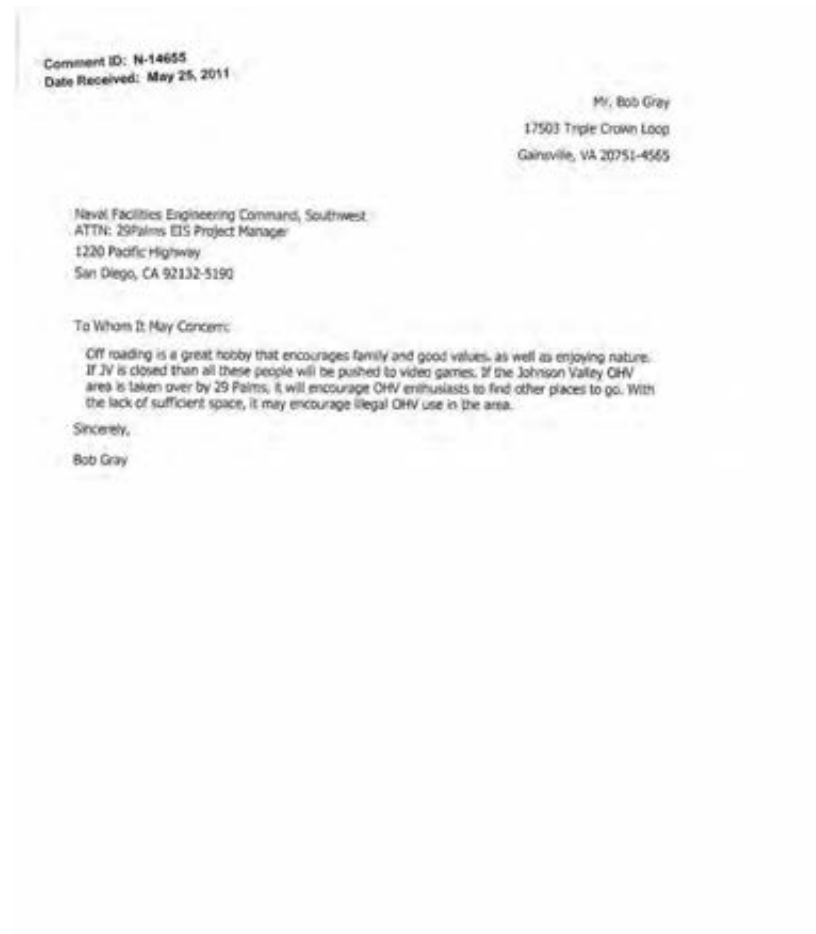 Comment ID: N-14655
Date Received: May 25, 2011
Mr. Bob Gray
17503 Triple Crown Loop
Gainsville, VA 20751-4565
Naval Facilities Engineering Command, Southwest
ATTN: 29Palms EIS Project Manager
1220 Pacific Highway
San Diego, CA 92132-5190
To Whom It May Concern:
Off roading is a great hobby that encourages family and good values, as well as enjoying nature.
If JV is closed than all these people will be pushed to video games. If the Johnson Valley OHV
area is taken over by 29 Palms, it will encourage OHV enthusiasts to find other places to go. With
the lack of sufficient space, it may encourage illegal OHV use in the area.
Sincerely,
Bob Gray